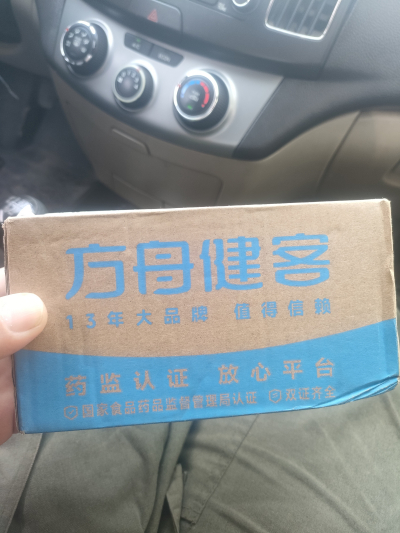 方舟健客
13年大品牌 值得信赖
药监认证 放心平台
国家食品药品监督管理局认证 双证齐全